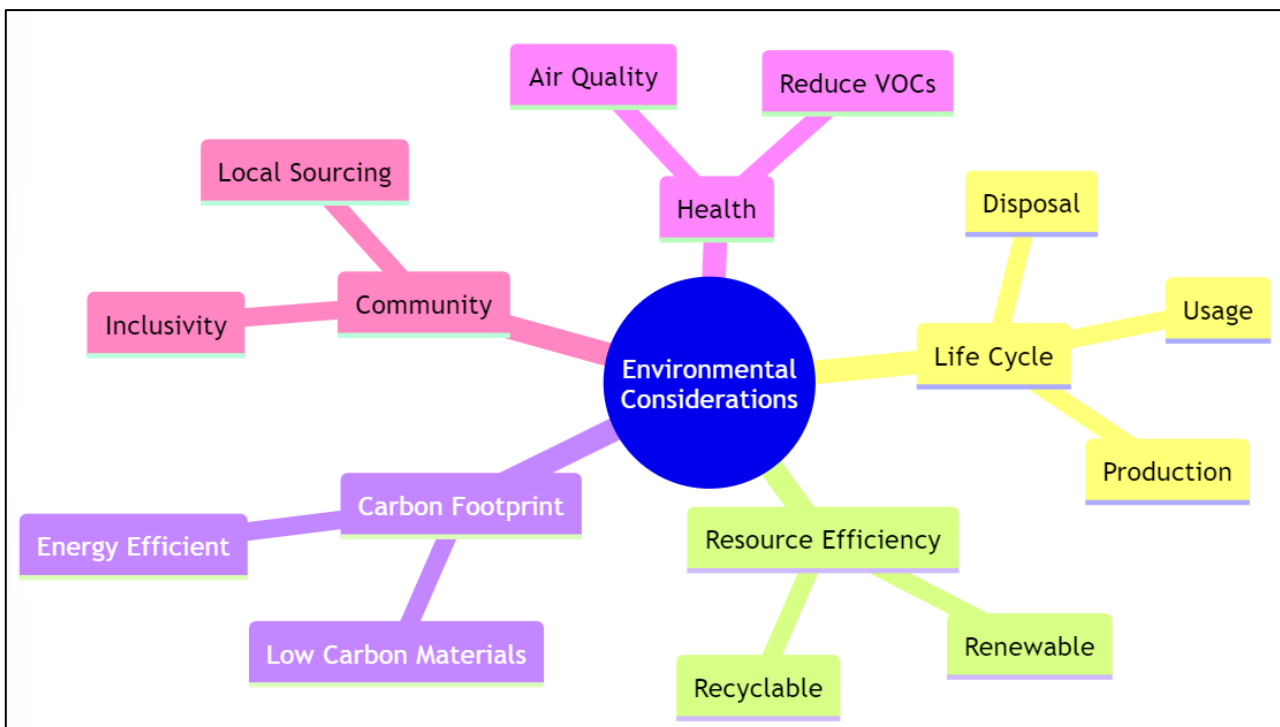 Air Quality
Reduce VOCs
Local Sourcing
Health
Disposal
Community
Inclusivity
Usage
Life Cycle
Environmental
Considerations
Production
Carbon Footprint
Energy Efficient
Resource Efficiency
Low Carbon Materials
Renewable
Recyclable